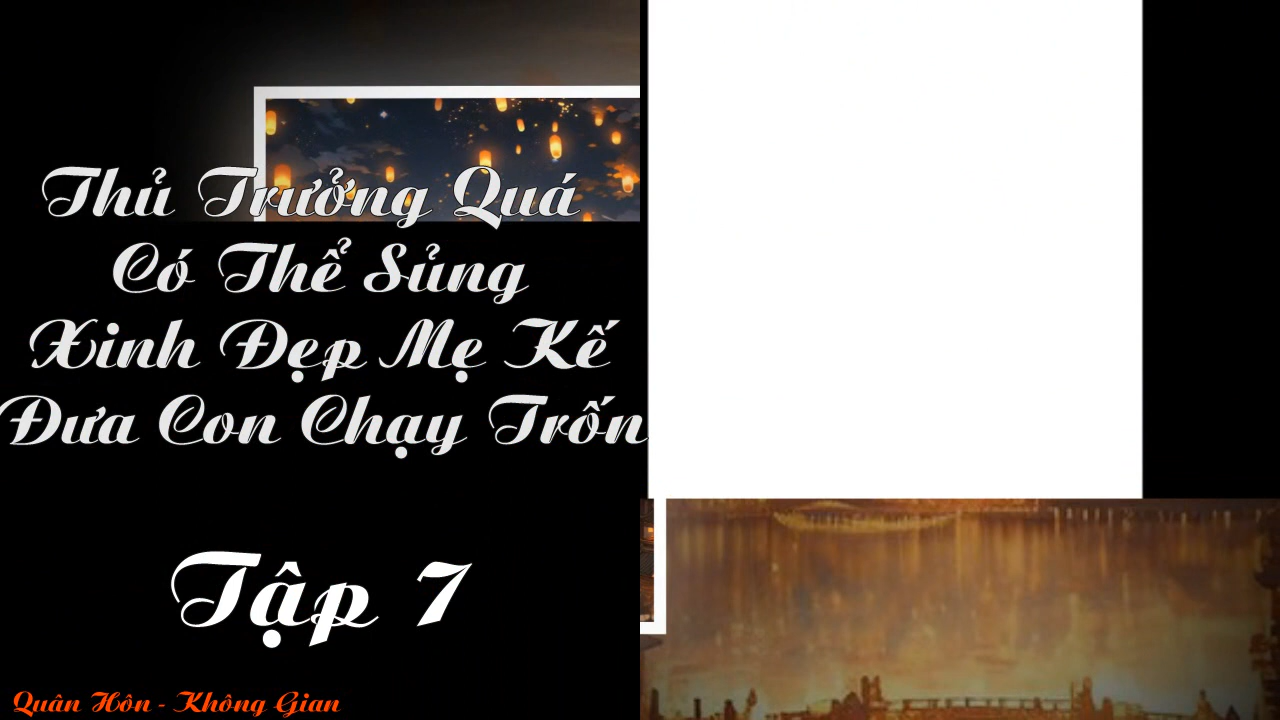 Thủ Trưởng Quá
Có Thể Sủng
Xinh Đẹp Mẹ Kế
Đưa Con Chạy Trốn
Tập 7
Quân Hôn - Không Gian